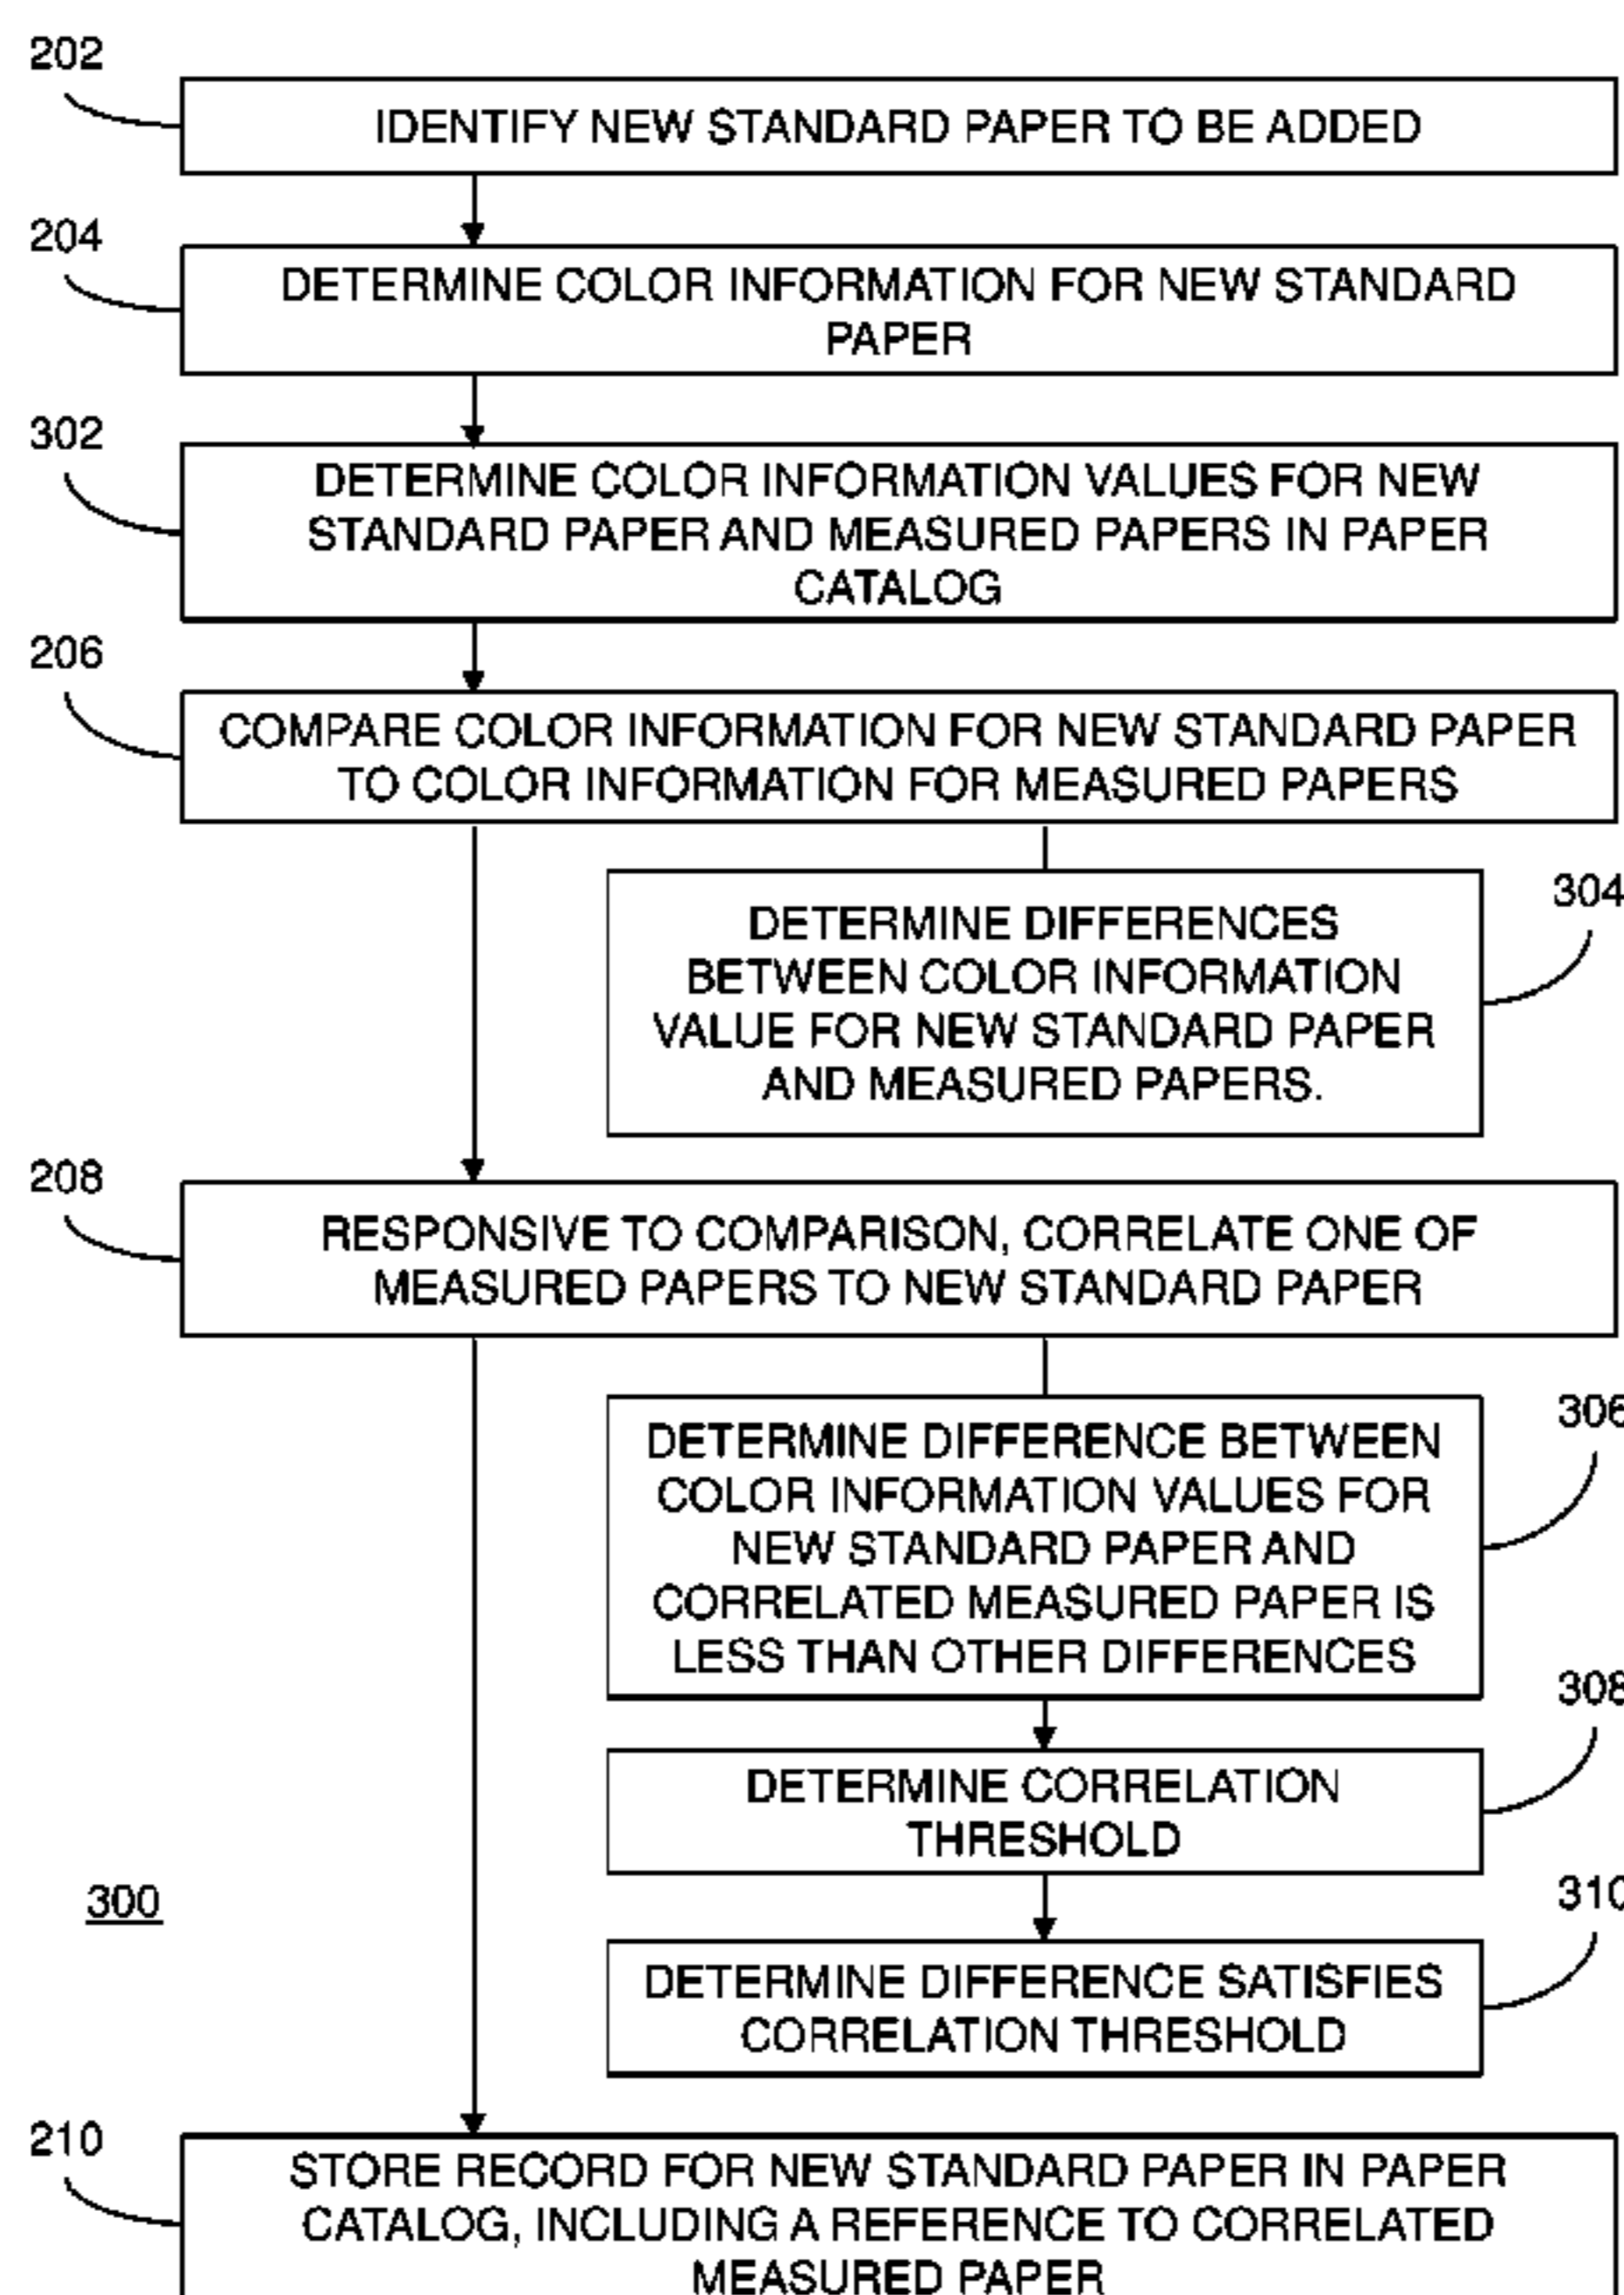 202
IDENTIFY NEW STANDARD PAPER TO BE ADDED
204
DETERMINE COLOR INFORMATION FOR NEW STANDARD
PAPER
302
DETERMINE COLOR INFORMATION VALUES FOR NEW
STANDARD PAPER AND MEASURED PAPERS IN PAPER
CATALOG
206
COMPARE COLOR INFORMATION FOR NEW STANDARD PAPER
TO COLOR INFORMATION FOR MEASURED PAPERS
304
DETERMINE DIFFERENCES
BETWEEN COLOR INFORMATION
VALUE FOR NEW STANDARD PAPER
AND MEASURED PAPERS.
208
RESPONSIVE TO COMPARISON, CORRELATE ONE OF
MEASURED PAPERS TO NEW STANDARD PAPER
306
DETERMINE DIFFERENCE BETWEEN
COLOR INFORMATION VALUES FOR
NEW STANDARD PAPER AND
CORRELATED MEASURED PAPER IS
LESS THAN OTHER DIFFERENCES
308
DETERMINE CORRELATION
THRESHOLD
300
310
DETERMINE DIFFERENCE SATISFIES
CORRELATION THRESHOLD
210
STORE RECORD FOR NEW STANDARD PAPER IN PAPER
CATALOG, INCLUDING A REFERENCE TO CORRELATED
MEASURED PAPER